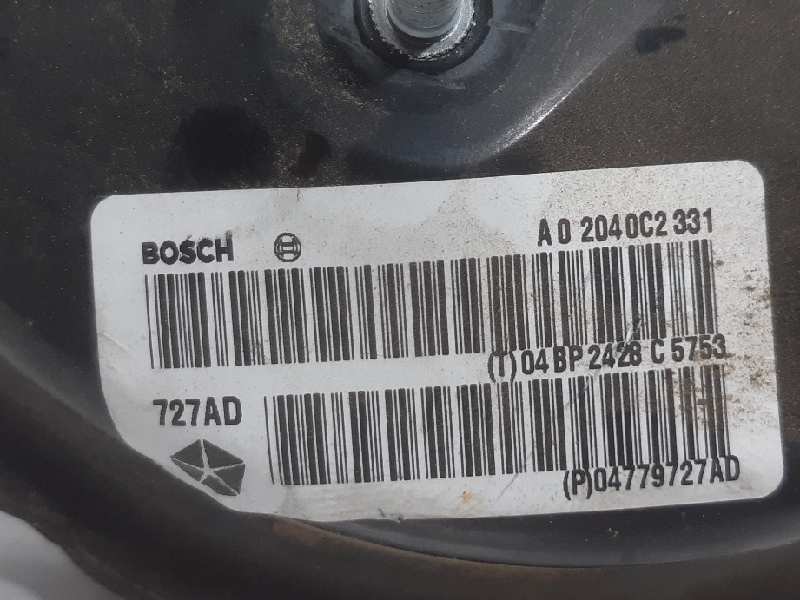 BOSCH
A 0 2040C2 331
(T)04 BP 2428 C 5753
727AD
(P)04779727AD